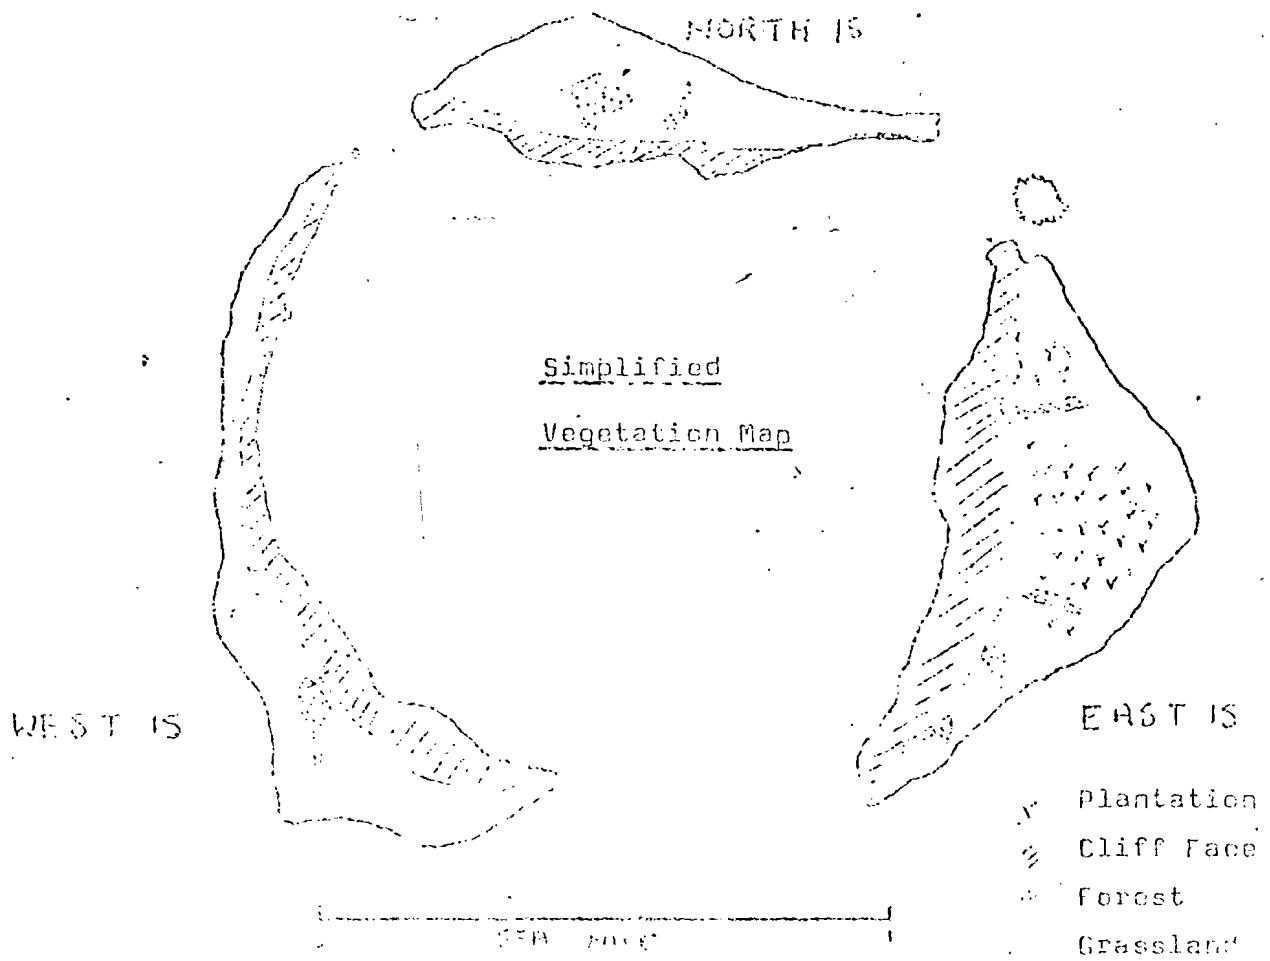 NORTH IS
Simplified
Vegetation Map
WEST IS
EAST IS
Plantation
Cliff Face
Forest
Grassland